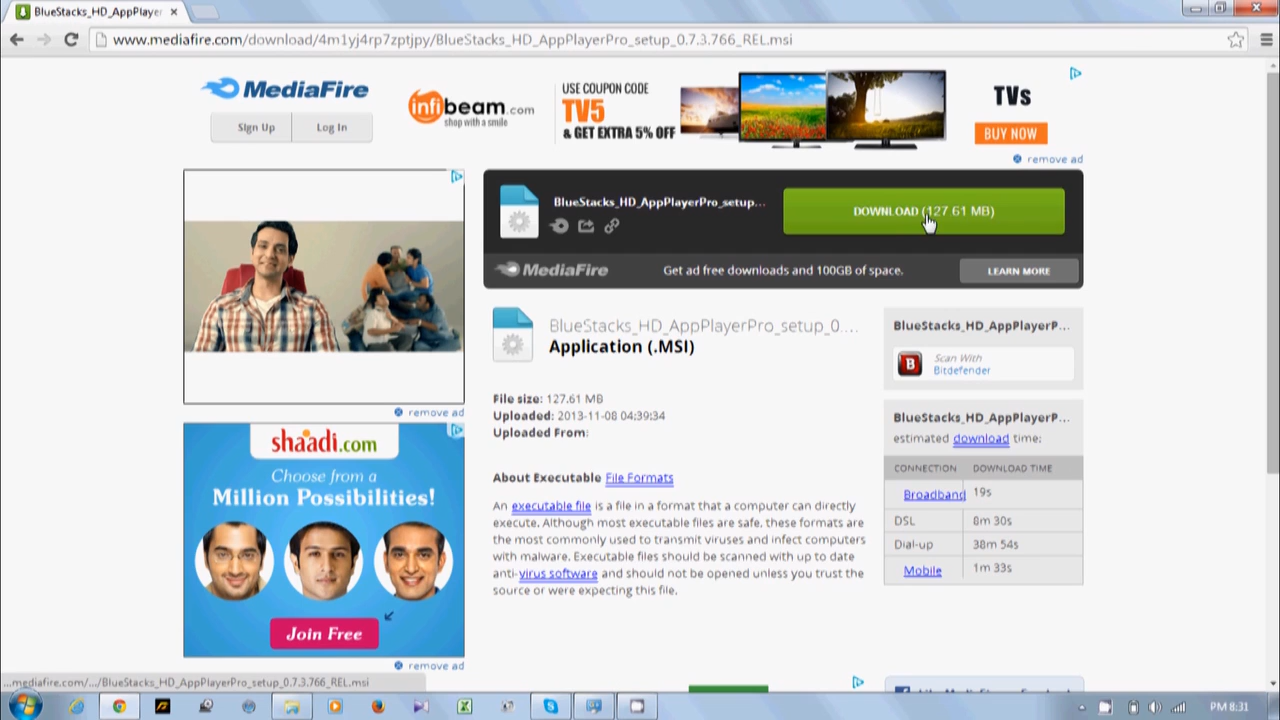 BlueStacks_HD_AppPlayer
www.mediafire.com/download/4m1yj4rp7zptjpy/BlueStacks_HD_AppPlayerPro_setup_0.7.3.766_REL.msi
MediaFire
Sign Up
Log In
infibeam.com
shop with a smile
USE COUPON CODE
TV5
& GET EXTRA 5% OFF
TVs
BUY NOW
remove ad
BlueStacks_HD_AppPlayerPro_setup...
DOWNLOAD (127.61 MB)
MediaFire
Get ad free downloads and 100GB of space.
LEARN MORE
remove ad
shaadi.com
Choose from a
Million Possibilities!
Join Free
remove ad
BlueStacks_HD_AppPlayerPro_setup_0....
Application (.MSI)
File size: 127.61 MB
Uploaded: 2013-11-08 04:39:34
Uploaded From:
About Executable File Formats
An executable file is a file in a format that a computer can directly
execute. Although most executable files are safe, these formats are
the most commonly used to transmit viruses and infect computers
with malware. Executable files should be scanned with up to date
anti-virus software and should not be opened unless you trust the
source or were expecting this file.
BlueStacks_HD_AppPlayerP...
B
Scan With
Bitdefender
BlueStacks_HD_AppPlayerP...
estimated download time:
CONNECTION DOWNLOAD TIME
Broadband 19s
DSL 8m 30s
Dial-up 38m 54s
Mobile 1m 33s
...mediafire.com/.../BlueStacks_HD_AppPlayerPro_setup_0.7.3.766_REL.msi
PM 8:31